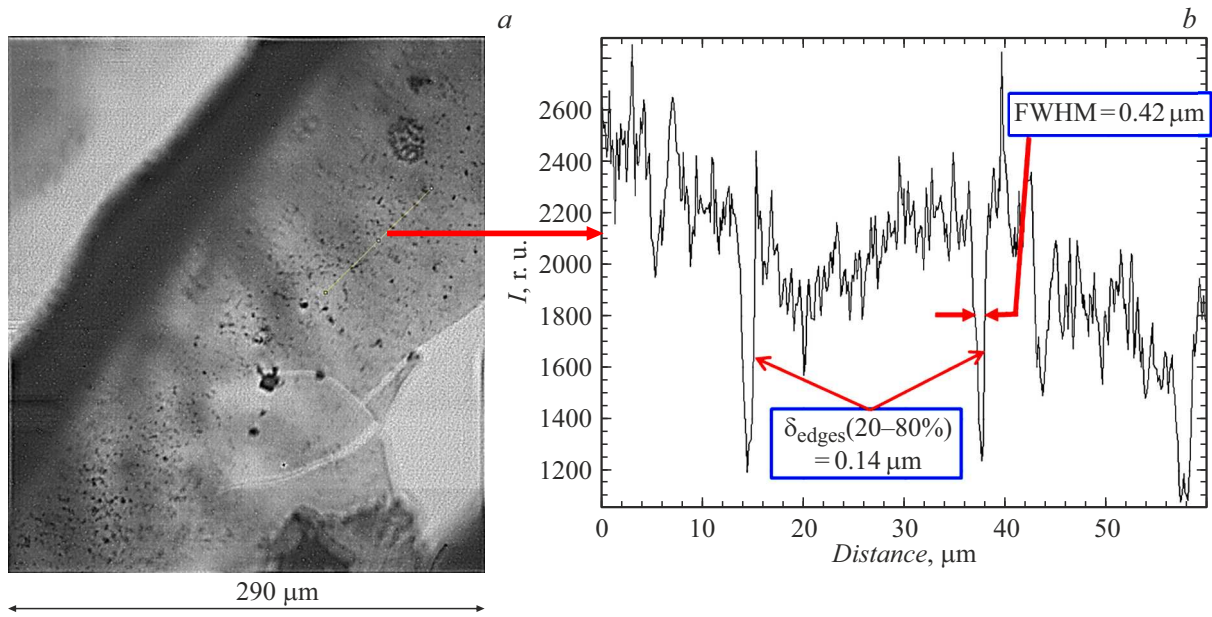 a
b
290 μm
I, r. u.
2600
2400
2200
2000
1800
1600
1400
1200
FWHM = 0.42 μm
δedges(20–80%)
= 0.14 μm
0
10
20
30
40
50
Distance, μm